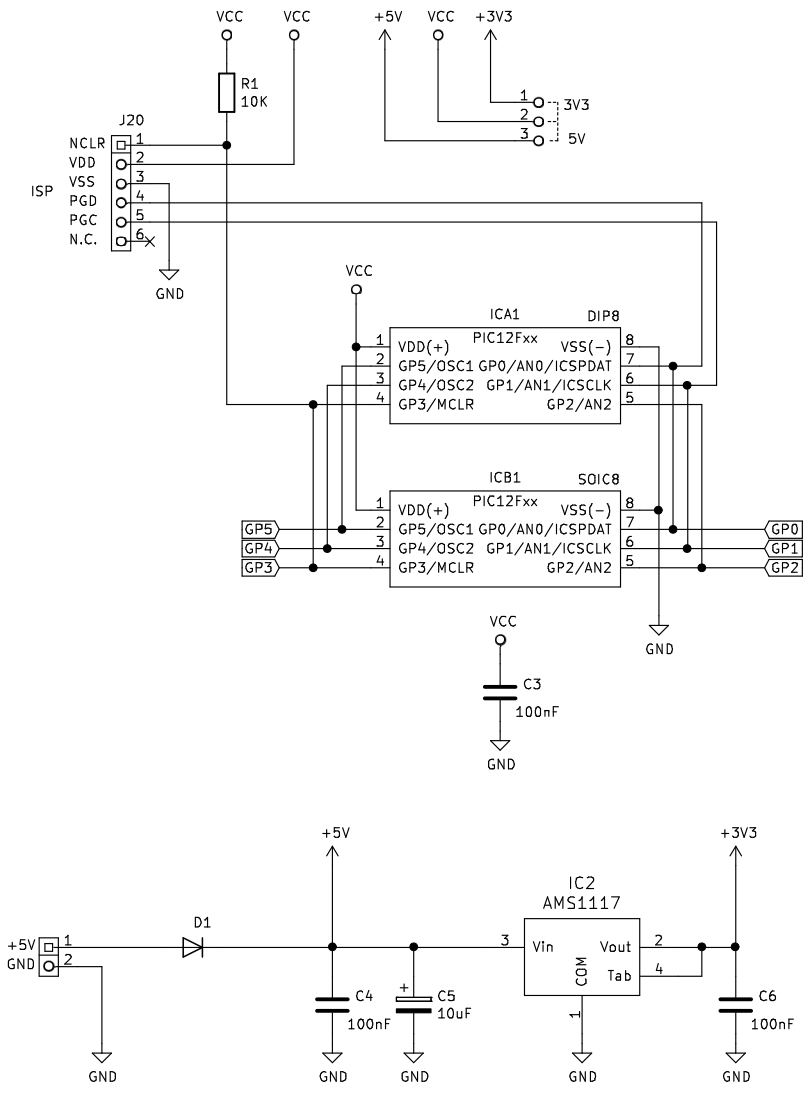 VCC VCC +5V VCC +3V3
R1
10K
1 3V3
2
3 5V
J20
NCLR 1
VDD 2
VSS 3
ISP
PGD 4
PGC 5
N.C. 6
GND
VCC
ICA1 DIP8
PIC12Fxx
1 VDD(+) VSS(-) 8
2 GP5/OSC1 GP0/AN0/ICSPDAT 7
3 GP4/OSC2 GP1/AN1/ICSCLK 6
4 GP3/MCLR GP2/AN2 5
ICB1 SOIC8
PIC12Fxx
1 VDD(+) VSS(-) 8
GP5 2 GP5/OSC1 GP0/AN0/ICSPDAT 7 GP0
GP4 3 GP4/OSC2 GP1/AN1/ICSCLK 6 GP1
GP3 4 GP3/MCLR GP2/AN2 5 GP2
VCC
GND
C3
100nF
GND
+5V +3V3
IC2
AMS1117
D1
+5V 1 3 Vin Vout 2
GND 2 COM Tab 4
+ C4 C5 C6
100nF 10uF 1 100nF
GND GND GND GND GND